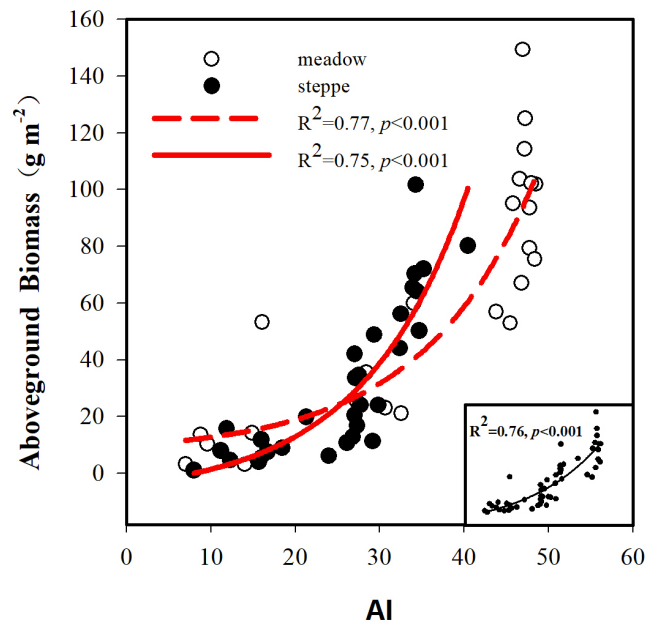 160
140
120
100
80
60
40
20
0
Aboveground Biomass (g m⁻²)
meadow
steppe
R²=0.77, p<0.001
R²=0.75, p<0.001
R²=0.76, p<0.001
0 10 20 30 40 50 60
AI